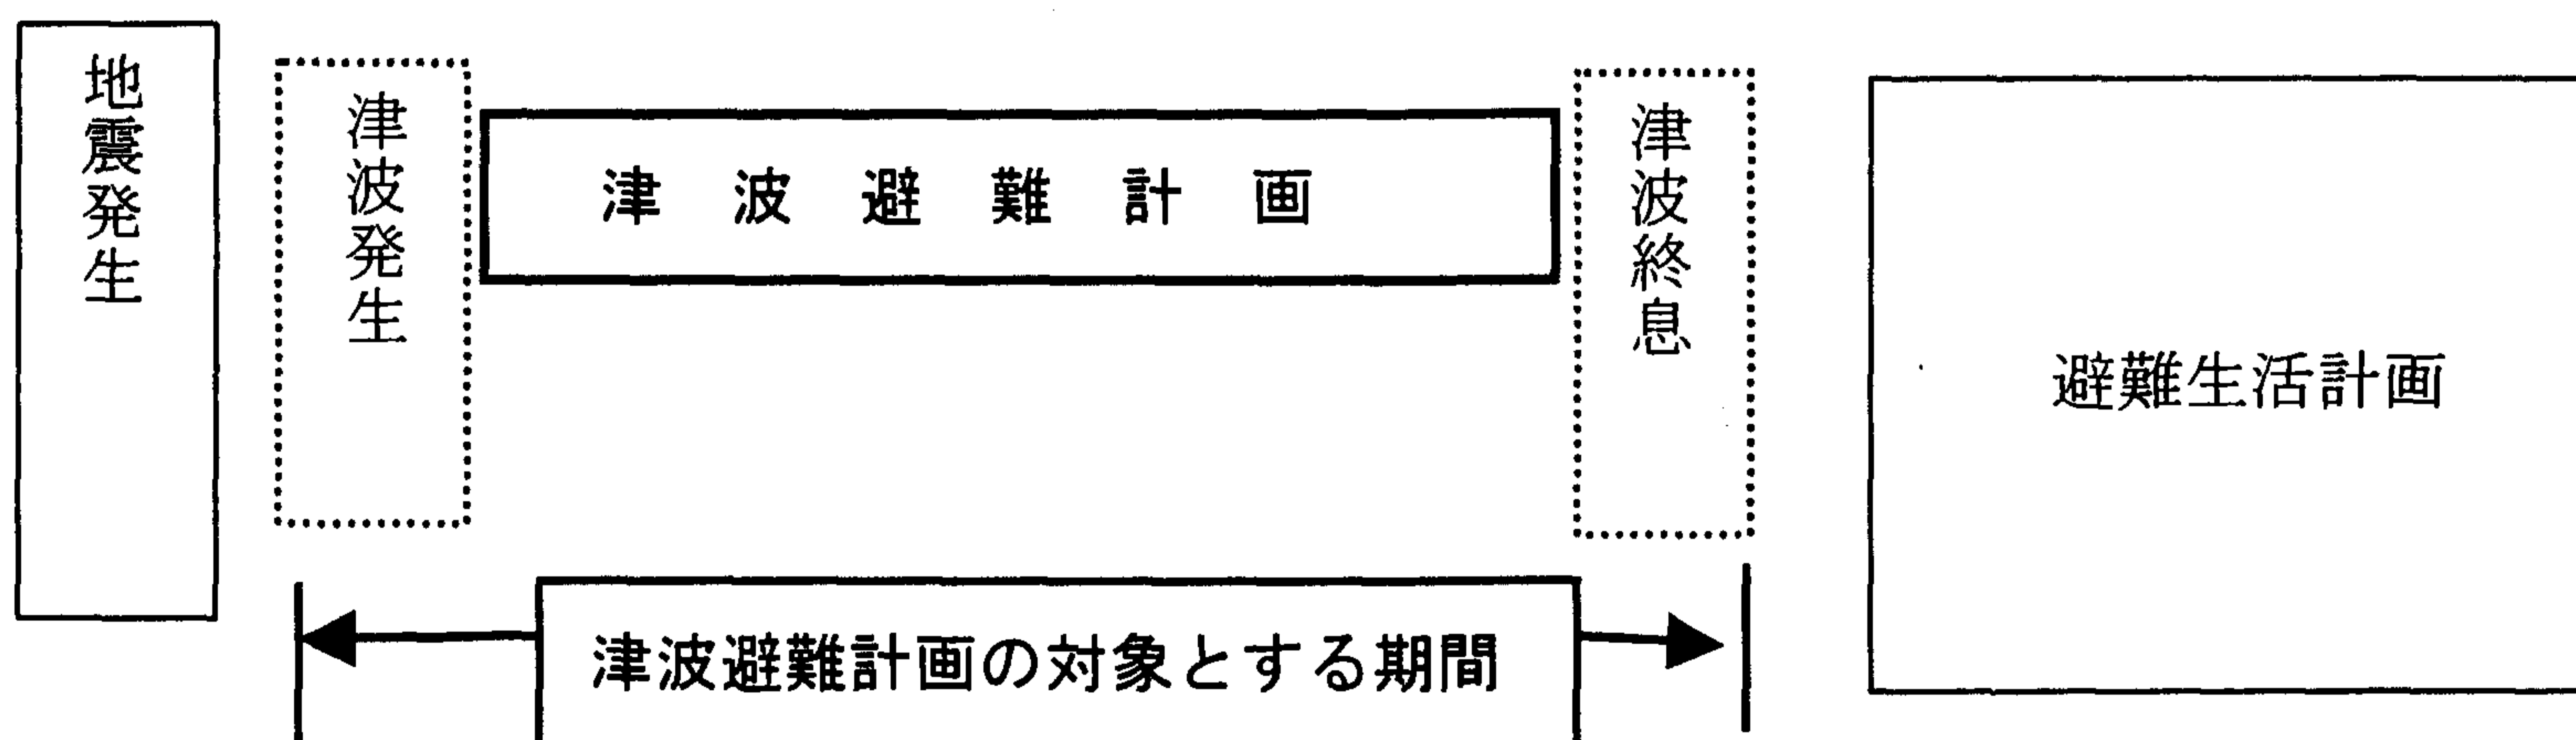 地震発生
津波発生
津波避難計画
津波終息
避難生活計画
津波避難計画の対象とする期間